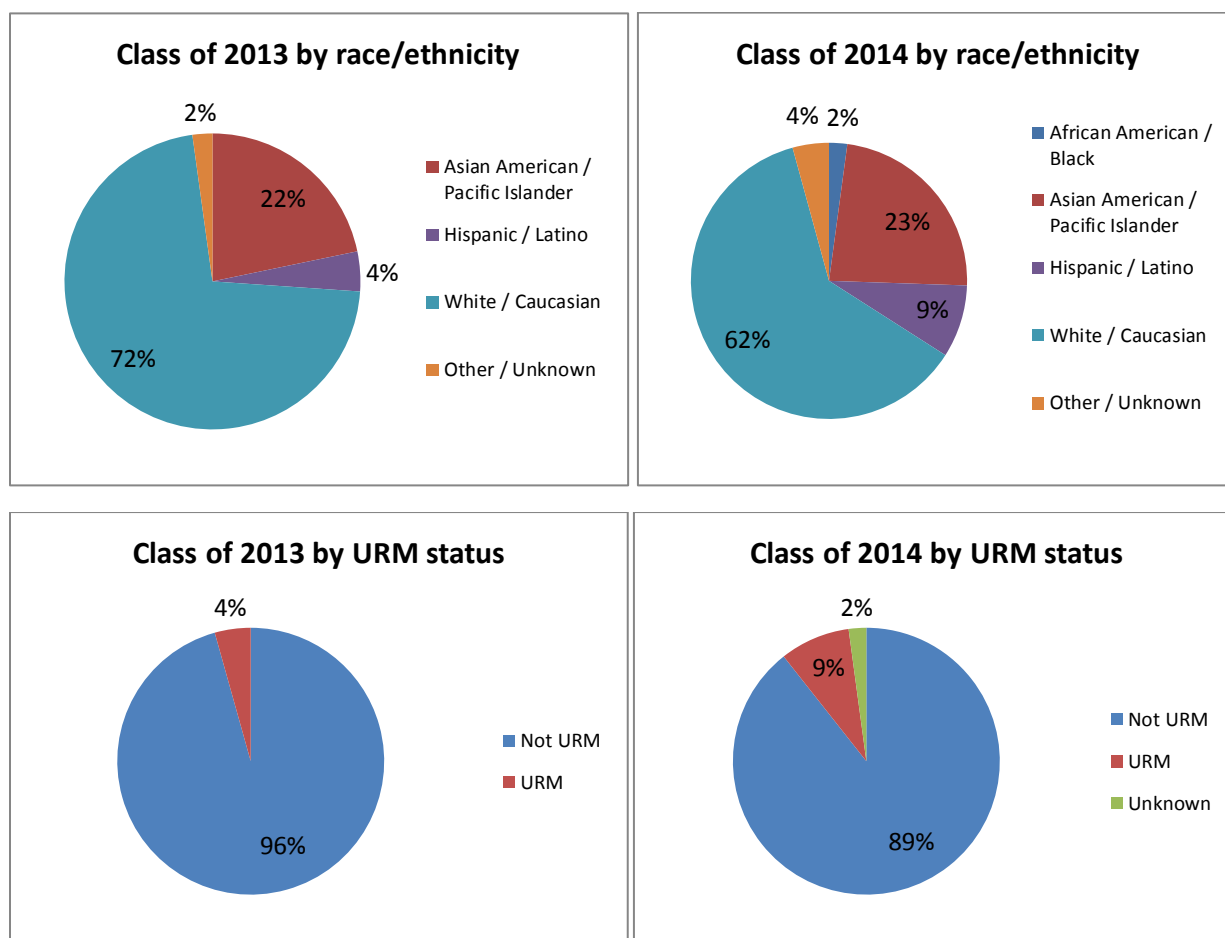 Class of 2013 by race/ethnicity
2%
22%
4%
72%
Asian American /
Pacific Islander
Hispanic / Latino
White / Caucasian
Other / Unknown
Class of 2014 by race/ethnicity
4%
2%
23%
9%
62%
African American /
Black
Asian American /
Pacific Islander
Hispanic / Latino
White / Caucasian
Other / Unknown
Class of 2013 by URM status
4%
96%
Not URM
URM
Class of 2014 by URM status
2%
9%
89%
Not URM
URM
Unknown